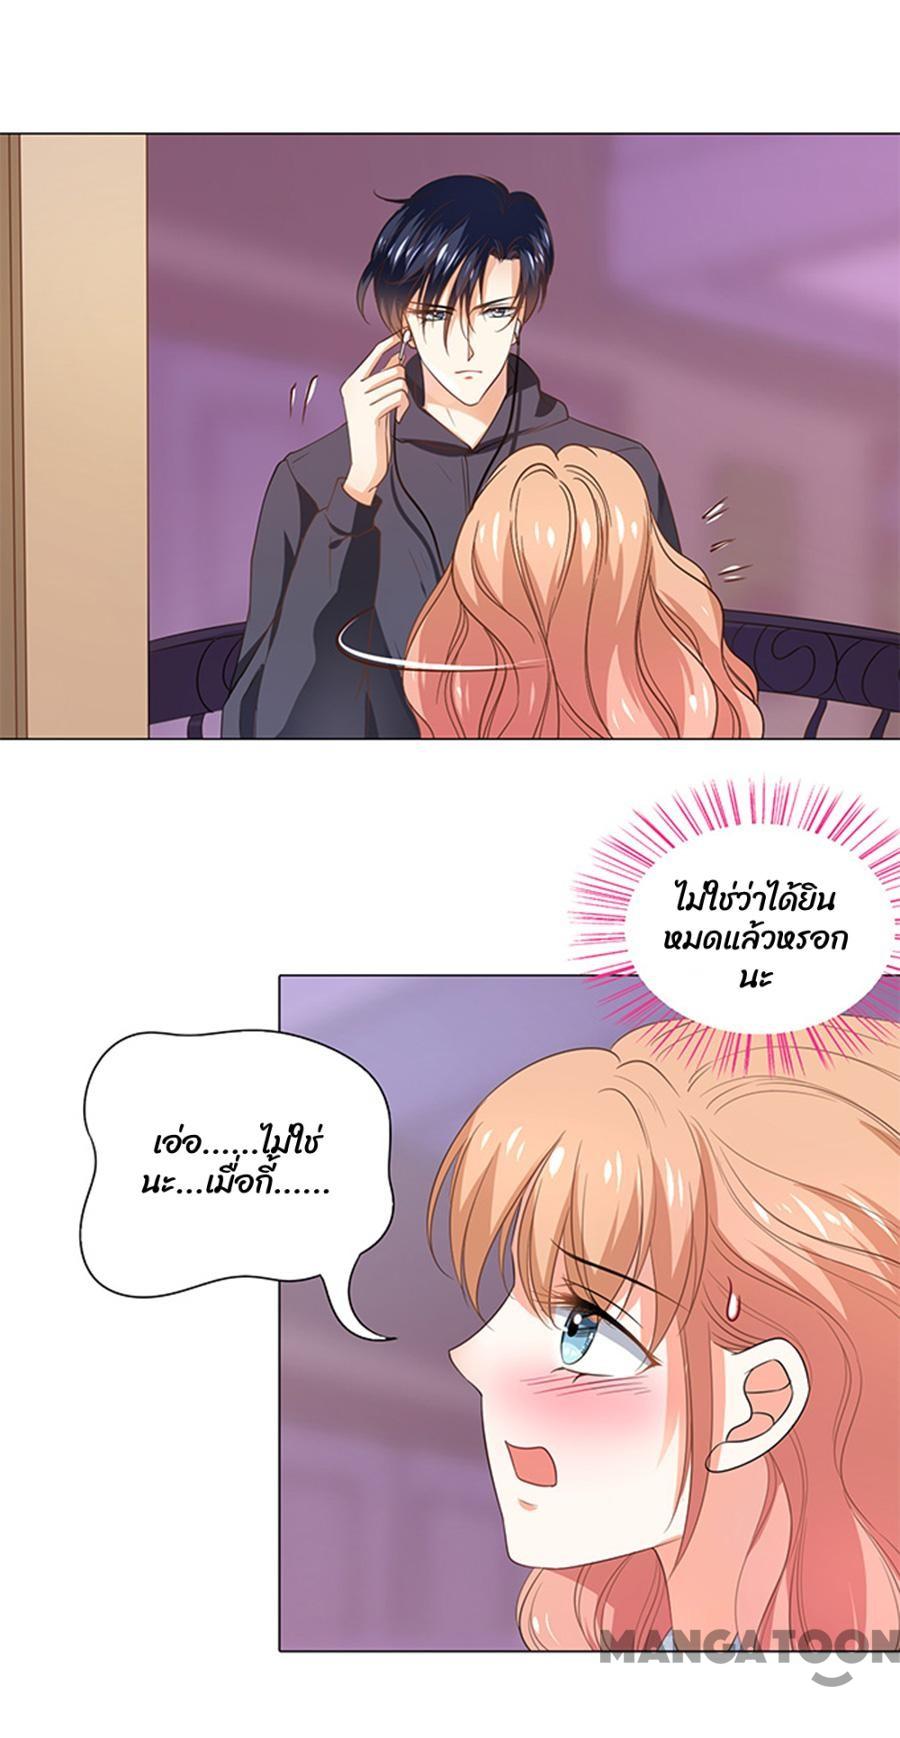 ไม่ใช่ว่าได้ยิน
หมดแล้วหรอก
นะ
เอ่อ......ไม่ใช่
นะ...เมื่อกี้......
MANGATOON